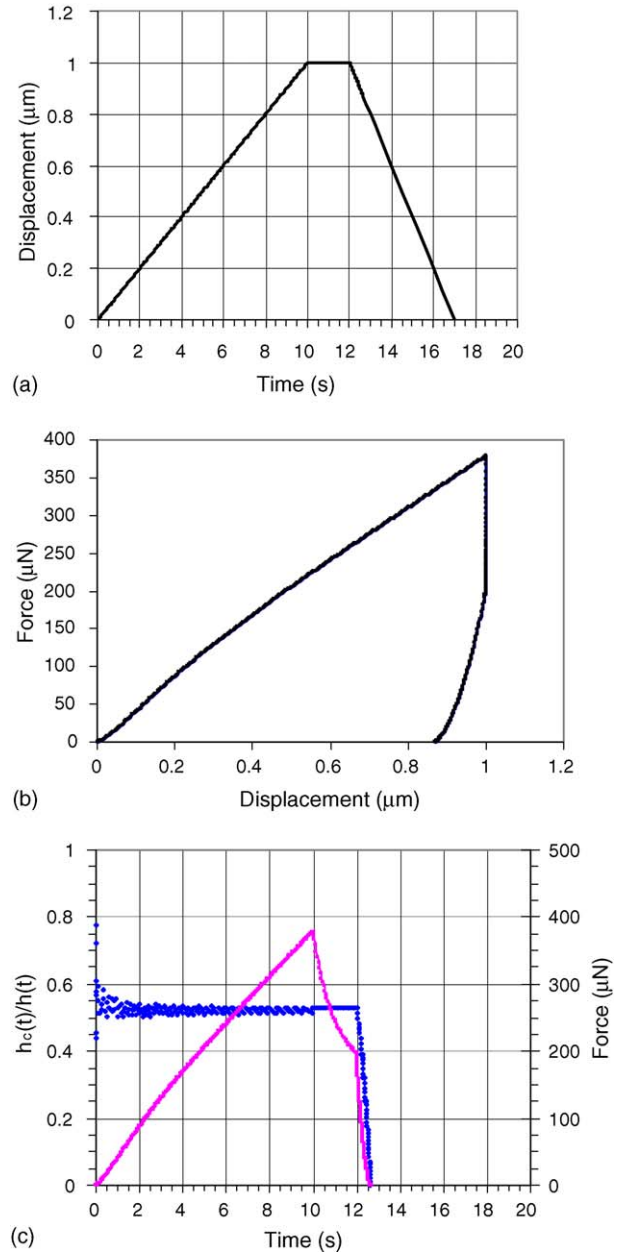 1.2
1
0.8
0.6
0.4
0.2
0
Displacement (μm)
0 2 4 6 8 10 12 14 16 18 20
Time (s)
(a)
400
350
300
250
200
150
100
50
0
Force (μN)
0 0.2 0.4 0.6 0.8 1 1.2
Displacement (μm)
(b)
1
0.8
0.6
0.4
0.2
0
hc(t)/h(t)
500
400
300
200
100
0
Force (μN)
0 2 4 6 8 10 12 14 16 18 20
Time (s)
(c)